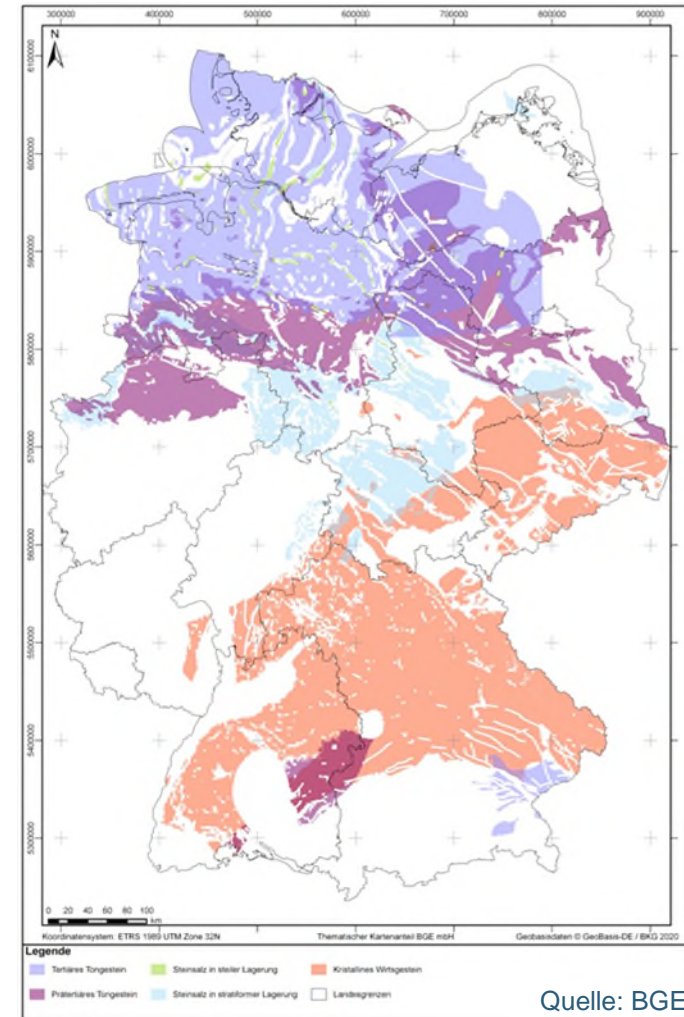 300000 400000 500000 600000 700000 800000 900000
N
6100000
6000000
5900000
5800000
5700000
5600000
5500000
5400000
5300000
0 20 40 60 80 100
km
Koordinatensystem: ETRS 1989 UTM Zone 32N Thematischer Kartenanteil BGE mbH Geobasisdaten © GeoBasis-DE / BKG 2020
Legende
Tertiäres Tongestein Steinsalz in steiler Lagerung Kristallines Wirtsgestein
Prätertiäres Tongestein Steinsalz in stratiformer Lagerung Landesgrenzen
Quelle: BGE